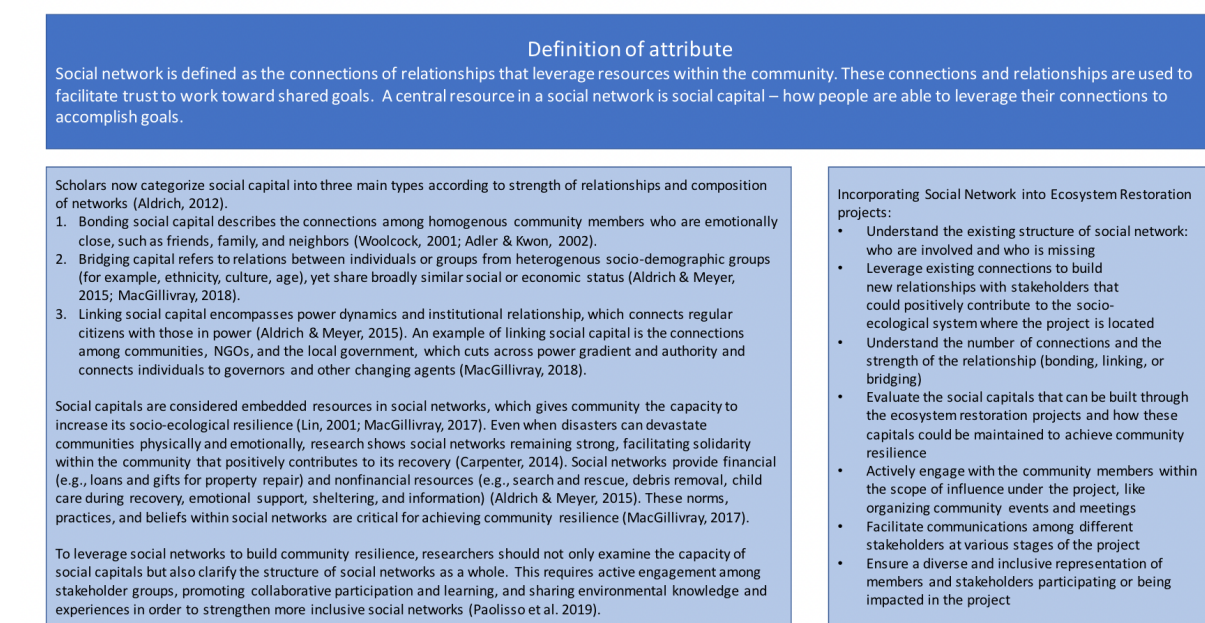 Definition of attribute
Social network is defined as the connections of relationships that leverage resources within the community. These connections and relationships are used to
facilitate trust to work toward shared goals. A central resource in a social network is social capital – how people are able to leverage their connections to
accomplish goals.
Scholars now categorize social capital into three main types according to strength of relationships and composition
of networks (Aldrich, 2012).
1. Bonding social capital describes the connections among homogenous community members who are emotionally
close, such as friends, family, and neighbors (Woolcock, 2001; Adler & Kwon, 2002).
2. Bridging capital refers to relations between individuals or groups from heterogenous socio-demographic groups
(for example, ethnicity, culture, age), yet share broadly similar social or economic status (Aldrich & Meyer,
2015; MacGillivray, 2018).
3. Linking social capital encompasses power dynamics and institutional relationship, which connects regular
citizens with those in power (Aldrich & Meyer, 2015). An example of linking social capital is the connections
among communities, NGOs, and the local government, which cuts across power gradient and authority and
connects individuals to governors and other changing agents (MacGillivray, 2018).
Social capitals are considered embedded resources in social networks, which gives community the capacity to
increase its socio-ecological resilience (Lin, 2001; MacGillivray, 2017). Even when disasters can devastate
communities physically and emotionally, research shows social networks remaining strong, facilitating solidarity
within the community that positively contributes to its recovery (Carpenter, 2014). Social networks provide financial
(e.g., loans and gifts for property repair) and nonfinancial resources (e.g., search and rescue, debris removal, child
care during recovery, emotional support, sheltering, and information) (Aldrich & Meyer, 2015). These norms,
practices, and beliefs within social networks are critical for achieving community resilience (MacGillivray, 2017).
To leverage social networks to build community resilience, researchers should not only examine the capacity of
social capitals but also clarify the structure of social networks as a whole. This requires active engagement among
stakeholder groups, promoting collaborative participation and learning, and sharing environmental knowledge and
experiences in order to strengthen more inclusive social networks (Paolisso et al. 2019).
Incorporating Social Network into Ecosystem Restoration
projects:
• Understand the existing structure of social network:
who are involved and who is missing
• Leverage existing connections to build
new relationships with stakeholders that
could positively contribute to the socio-
ecological system where the project is located
• Understand the number of connections and the
strength of the relationship (bonding, linking, or
bridging)
• Evaluate the social capitals that can be built through
the ecosystem restoration projects and how these
capitals could be maintained to achieve community
resilience
• Actively engage with the community members within
the scope of influence under the project, like
organizing community events and meetings
• Facilitate communications among different
stakeholders at various stages of the project
• Ensure a diverse and inclusive representation of
members and stakeholders participating or being
impacted in the project